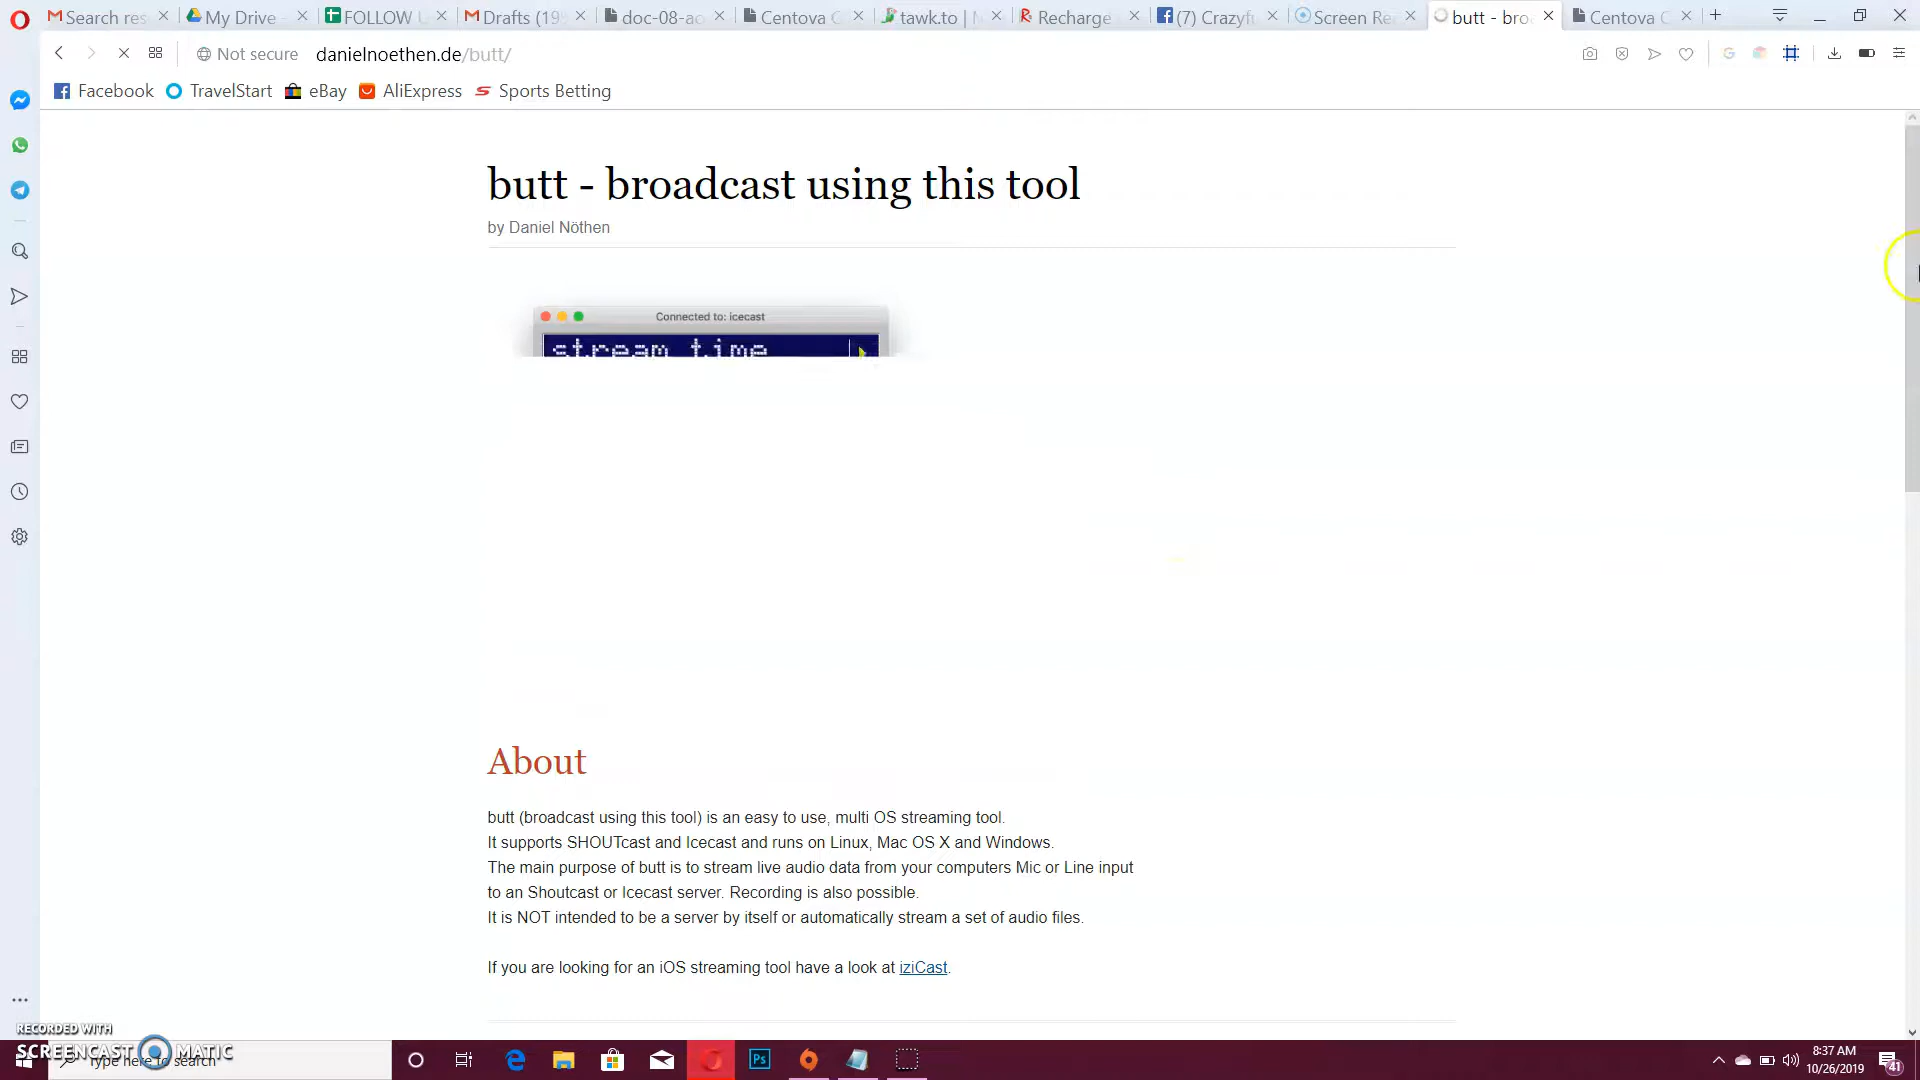 Search res
My Drive -
FOLLOW U
Drafts (19
doc-08-ao
Centova C
tawk.to |
Recharge
(7) Crazyfu
Screen Re
butt - bro
Centova C
Not secure danielnoethen.de/butt/
Facebook TravelStart eBay AliExpress Sports Betting
butt - broadcast using this tool
by Daniel Nöthen
Connected to: icecast
stream time
About
butt (broadcast using this tool) is an easy to use, multi OS streaming tool.
It supports SHOUTcast and Icecast and runs on Linux, Mac OS X and Windows.
The main purpose of butt is to stream live audio data from your computers Mic or Line input
to an Shoutcast or Icecast server. Recording is also possible.
It is NOT intended to be a server by itself or automatically stream a set of audio files.
If you are looking for an iOS streaming tool have a look at iziCast.
RECORDED WITH
SCREENCAST MATIC
Type here to search
Ps
8:37 AM
10/26/2019
41